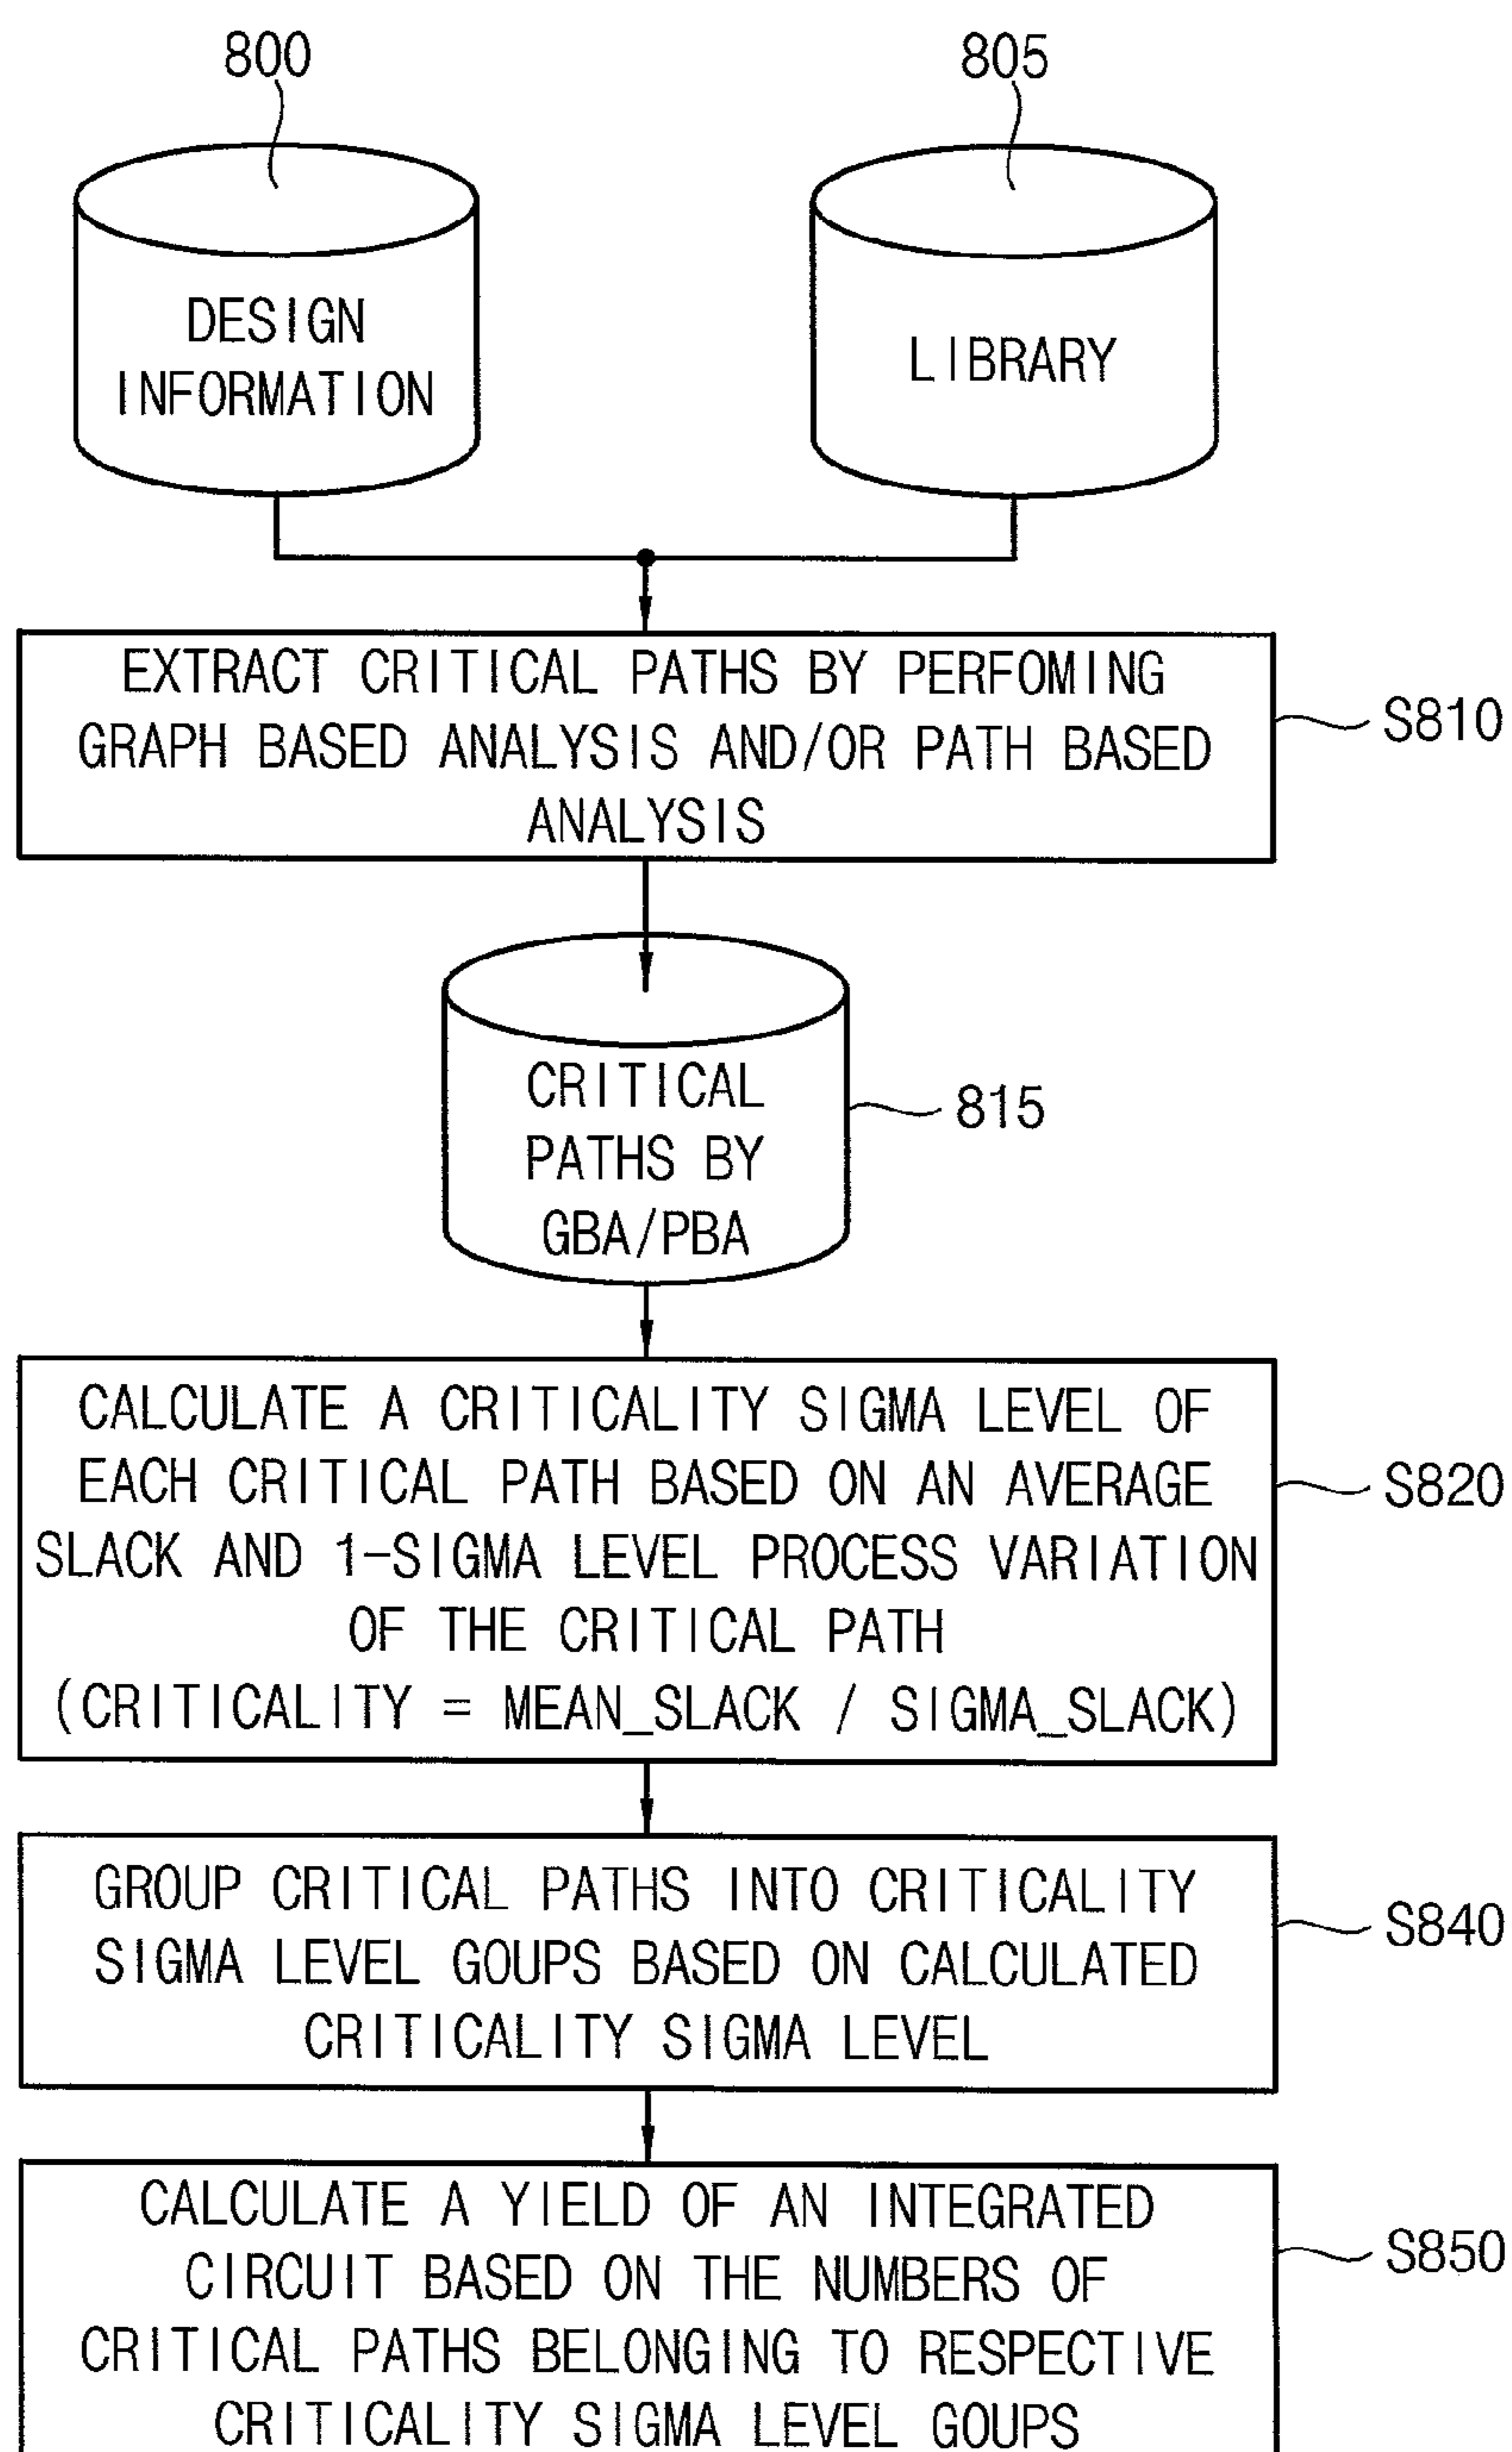 800
805
DESIGN
INFORMATION
LIBRARY
EXTRACT CRITICAL PATHS BY PERFOMING
GRAPH BASED ANALYSIS AND/OR PATH BASED
ANALYSIS
S810
CRITICAL
PATHS BY
GBA/PBA
815
CALCULATE A CRITICALITY SIGMA LEVEL OF
EACH CRITICAL PATH BASED ON AN AVERAGE
SLACK AND 1-SIGMA LEVEL PROCESS VARIATION
OF THE CRITICAL PATH
(CRITICALITY = MEAN_SLACK / SIGMA_SLACK)
S820
GROUP CRITICAL PATHS INTO CRITICALITY
SIGMA LEVEL GOUPS BASED ON CALCULATED
CRITICALITY SIGMA LEVEL
S840
CALCULATE A YIELD OF AN INTEGRATED
CIRCUIT BASED ON THE NUMBERS OF
CRITICAL PATHS BELONGING TO RESPECTIVE
CRITICALITY SIGMA LEVEL GOUPS
S850